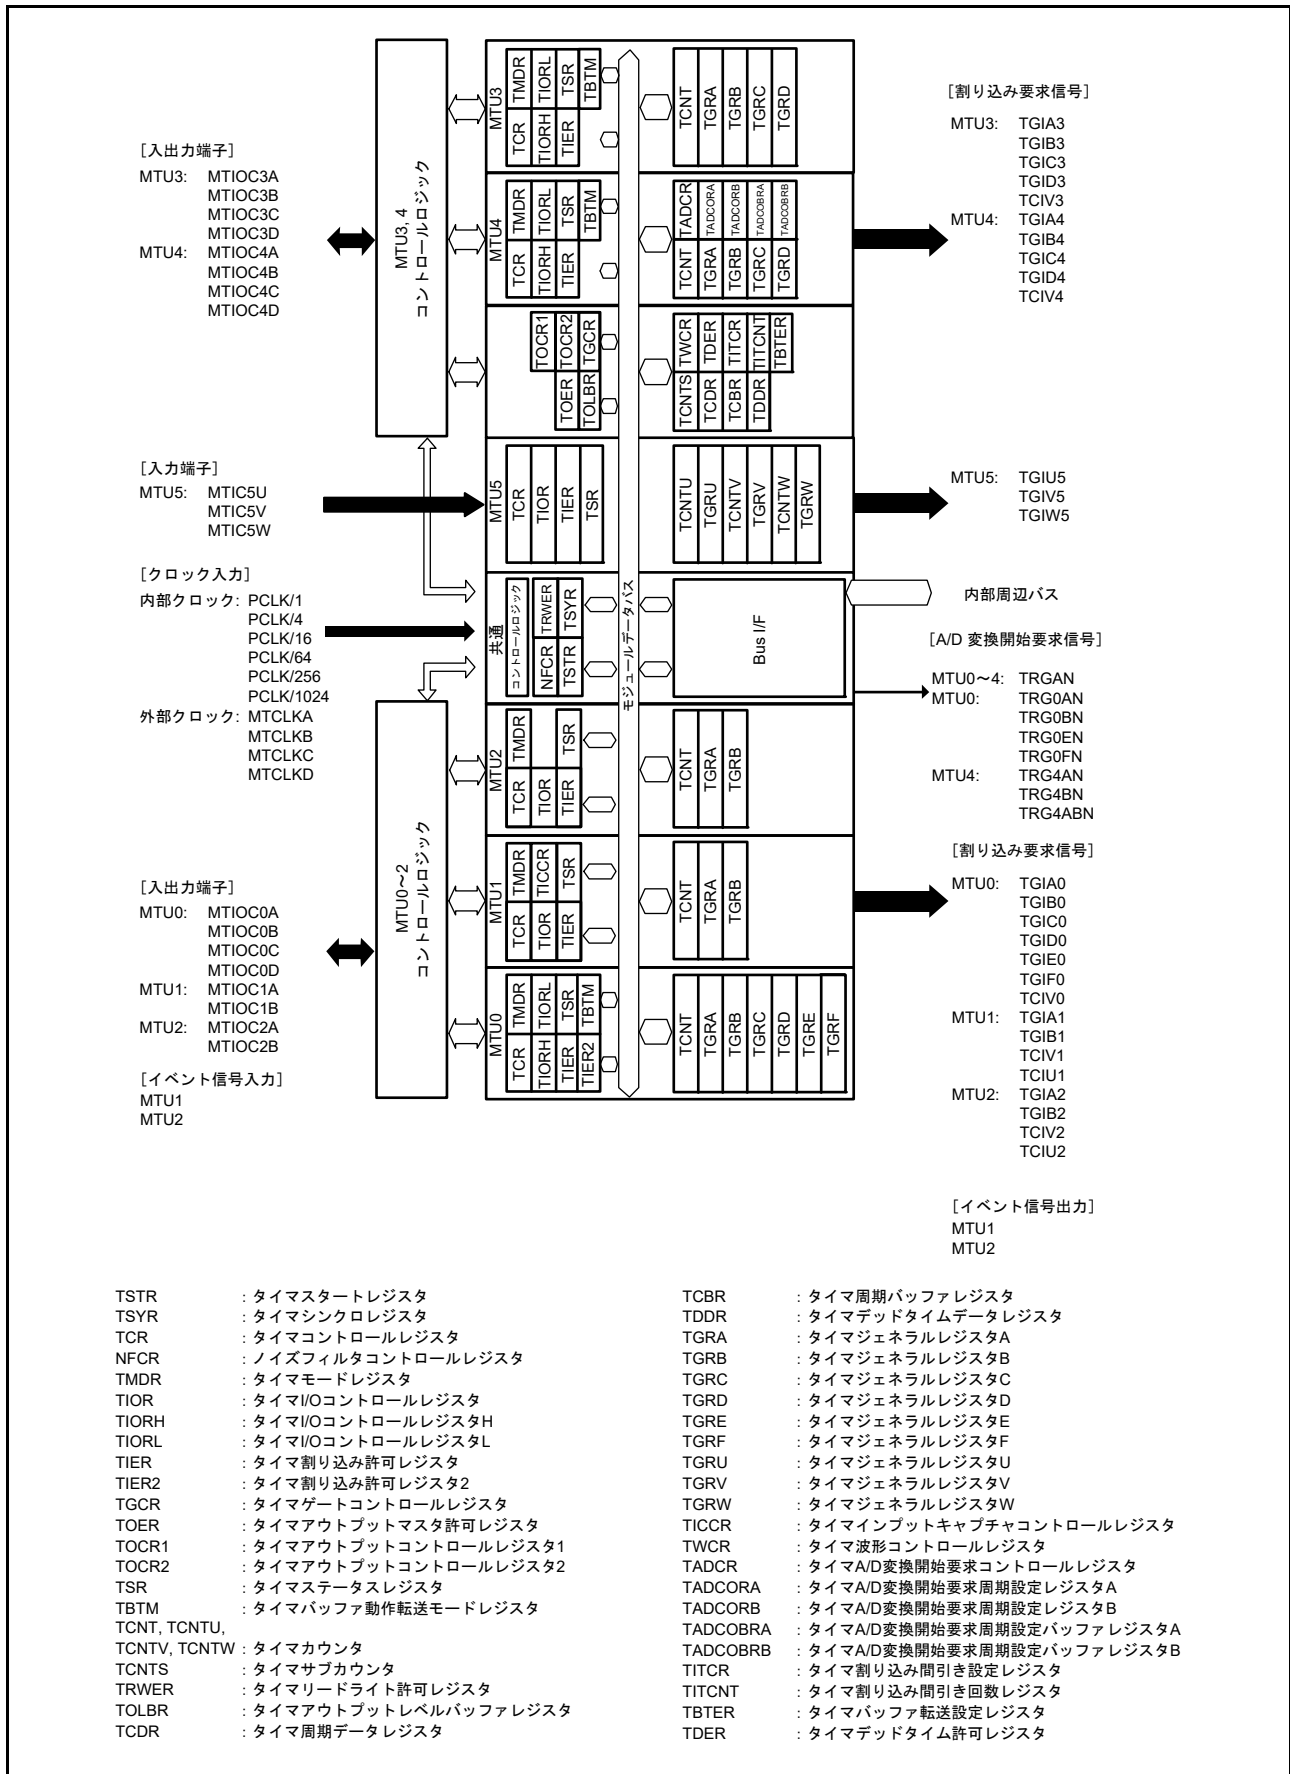 [入出力端子]
MTU3: MTIOC3A
MTIOC3B
MTIOC3C
MTIOC3D
MTU4: MTIOC4A
MTIOC4B
MTIOC4C
MTIOC4D
[入力端子]
MTU5: MTIC5U
MTIC5V
MTIC5W
[クロック入力]
内部クロック: PCLK/1
PCLK/4
PCLK/16
PCLK/64
PCLK/256
PCLK/1024
外部クロック: MTCLKA
MTCLKB
MTCLKC
MTCLKD
[入出力端子]
MTU0: MTIOC0A
MTIOC0B
MTIOC0C
MTIOC0D
MTU1: MTIOC1A
MTIOC1B
MTU2: MTIOC2A
MTIOC2B
[イベント信号入力]
MTU1
MTU2
MTU3, 4
コントロールロジック
MTU0~2
コントロールロジック
MTU3
TCR
TMDR
TIORH
TIORL
TIER
TSR
TBTM
TCNT
TGRA
TGRB
TGRC
TGRD
MTU4
TCR
TMDR
TIORH
TIORL
TIER
TSR
TBTM
TCNT
TADCR
TGRA
TADCORA
TGRB
TADCORB
TGRC
TADCOBRA
TGRD
TADCOBRB
TOCR1
TOER
TOCR2
TOLBR
TGCR
TCNTS
TWCR
TCDR
TDER
TCBR
TITCR
TDDR
TITCNT
TBTER
MTU5
TCR
TIOR
TIER
TSR
TCNTU
TGRU
TCNTV
TGRV
TCNTW
TGRW
共通
コントロールロジック
NFCR
TRWER
TSTR
TSYR
モジュールデータバス
Bus I/F
MTU2
TCR
TMDR
TIOR
TIER
TSR
TCNT
TGRA
TGRB
MTU1
TCR
TMDR
TIOR
TICCR
TIER
TSR
TCNT
TGRA
TGRB
MTU0
TCR
TMDR
TIORH
TIORL
TIER
TSR
TIER2
TBTM
TCNT
TGRA
TGRB
TGRC
TGRD
TGRE
TGRF
[割り込み要求信号]
MTU3: TGIA3
TGIB3
TGIC3
TGID3
TCIV3
MTU4: TGIA4
TGIB4
TGIC4
TGID4
TCIV4
MTU5: TGIU5
TGIV5
TGIW5
内部周辺バス
[A/D 変換開始要求信号]
MTU0~4: TRGAN
MTU0: TRG0AN
TRG0BN
TRG0EN
TRG0FN
MTU4: TRG4AN
TRG4BN
TRG4ABN
[割り込み要求信号]
MTU0: TGIA0
TGIB0
TGIC0
TGID0
TGIE0
TGIF0
TCIV0
MTU1: TGIA1
TGIB1
TCIV1
TCIU1
MTU2: TGIA2
TGIB2
TCIV2
TCIU2
[イベント信号出力]
MTU1
MTU2
TSTR : タイマスタートレジスタ
TSYR : タイマシンクロレジスタ
TCR : タイマコントロールレジスタ
NFCR : ノイズフィルタコントロールレジスタ
TMDR : タイマモードレジスタ
TIOR : タイマI/Oコントロールレジスタ
TIORH : タイマI/OコントロールレジスタH
TIORL : タイマI/OコントロールレジスタL
TIER : タイマ割り込み許可レジスタ
TIER2 : タイマ割り込み許可レジスタ2
TGCR : タイマゲートコントロールレジスタ
TOER : タイマアウトプットマスタ許可レジスタ
TOCR1 : タイマアウトプットコントロールレジスタ1
TOCR2 : タイマアウトプットコントロールレジスタ2
TSR : タイマステータスレジスタ
TBTM : タイマバッファ動作転送モードレジスタ
TCNT, TCNTU,
TCNTV, TCNTW : タイマカウンタ
TCNTS : タイマサブカウンタ
TRWER : タイマリードライト許可レジスタ
TOLBR : タイマアウトプットレベルバッファレジスタ
TCDR : タイマ周期データレジスタ
TCBR : タイマ周期バッファレジスタ
TDDR : タイマデッドタイムデータレジスタ
TGRA : タイマジェネラルレジスタA
TGRB : タイマジェネラルレジスタB
TGRC : タイマジェネラルレジスタC
TGRD : タイマジェネラルレジスタD
TGRE : タイマジェネラルレジスタE
TGRF : タイマジェネラルレジスタF
TGRU : タイマジェネラルレジスタU
TGRV : タイマジェネラルレジスタV
TGRW : タイマジェネラルレジスタW
TICCR : タイマインプットキャプチャコントロールレジスタ
TWCR : タイマ波形コントロールレジスタ
TADCR : タイマA/D変換開始要求コントロールレジスタ
TADCORA : タイマA/D変換開始要求周期設定レジスタA
TADCORB : タイマA/D変換開始要求周期設定レジスタB
TADCOBRA : タイマA/D変換開始要求周期設定バッファレジスタA
TADCOBRB : タイマA/D変換開始要求周期設定バッファレジスタB
TITCR : タイマ割り込み間引き設定レジスタ
TITCNT : タイマ割り込み間引き回数レジスタ
TBTER : タイマバッファ転送設定レジスタ
TDER : タイマデッドタイム許可レジスタ